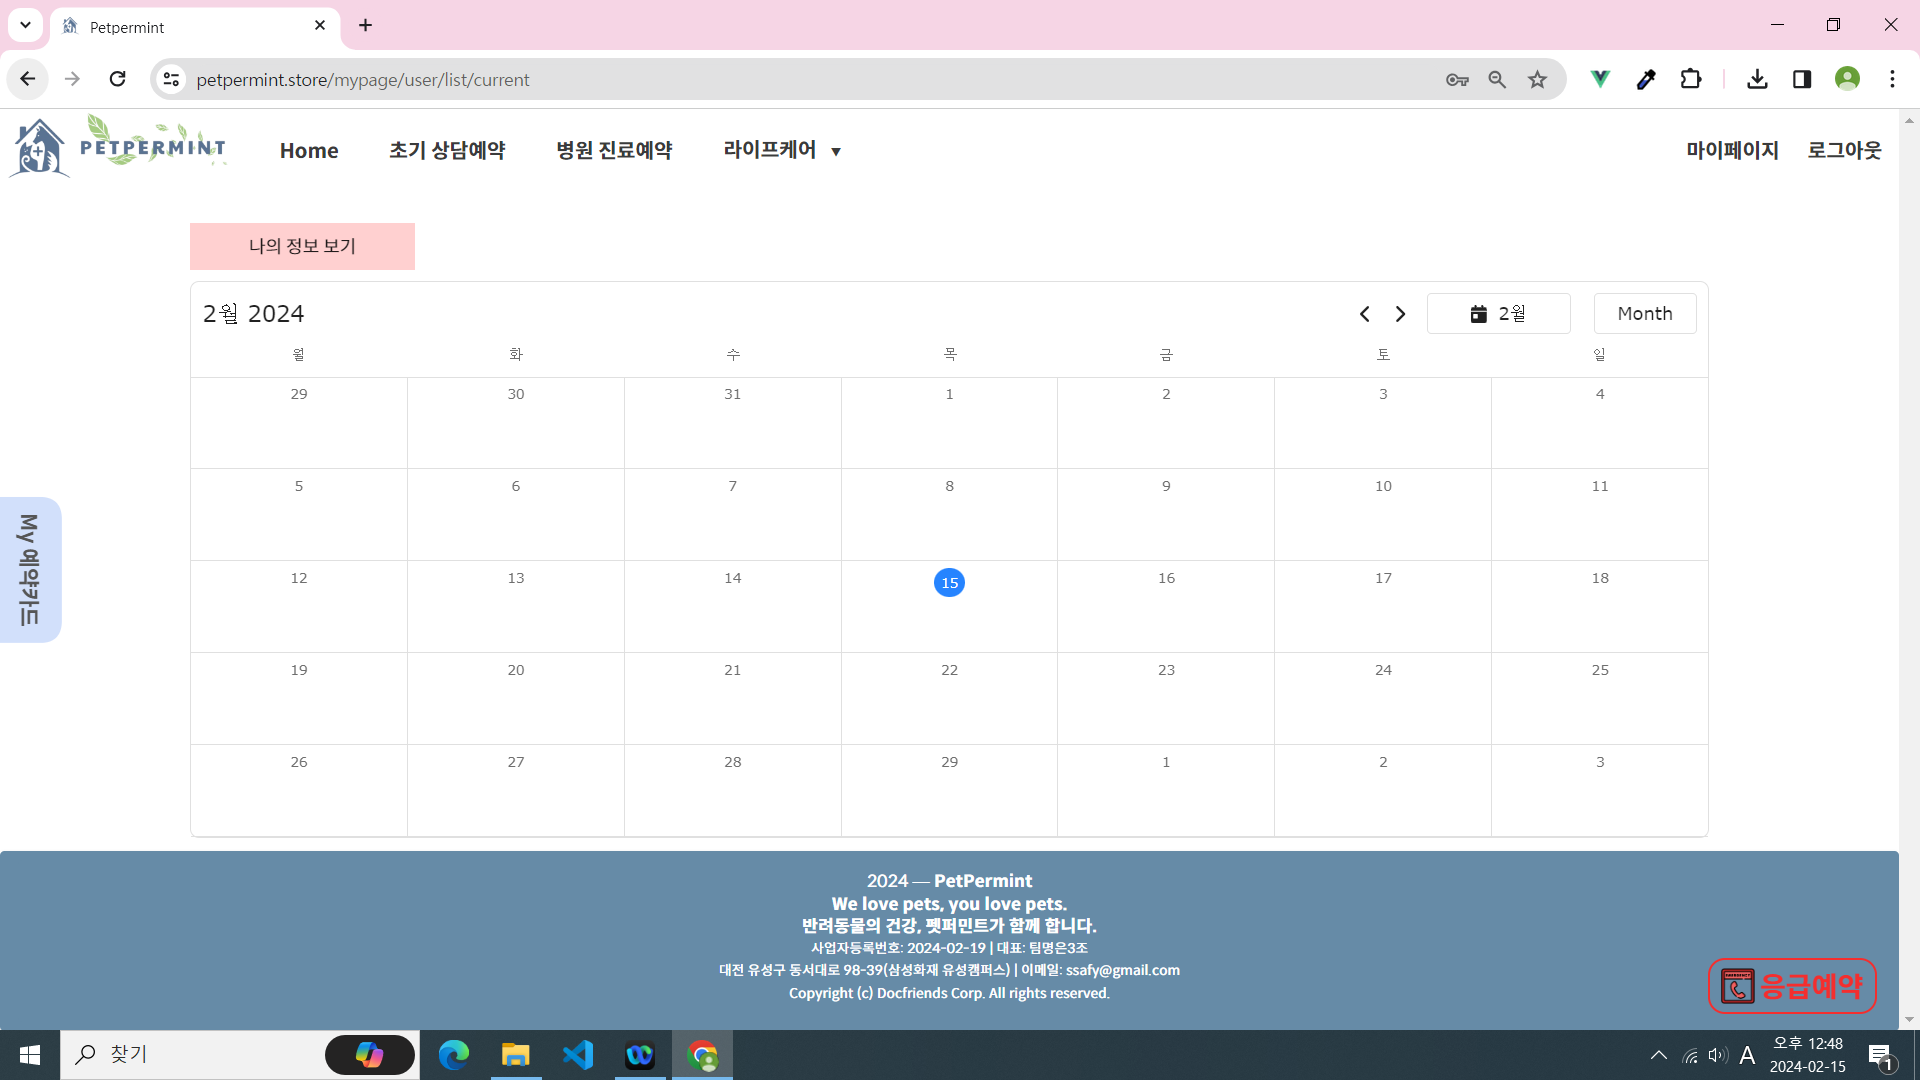 Petpermint
petpermint.store/mypage/user/list/current
PETPERMINT
Home
초기 상담예약
병원 진료예약
라이프케어 ▼
마이페이지
로그아웃
나의 정보 보기
2월 2024
2월
Month
월 화 수 목 금 토 일
29 30 31 1 2 3 4
5 6 7 8 9 10 11
12 13 14 15 16 17 18
19 20 21 22 23 24 25
26 27 28 29 1 2 3
My 예약카드
2024 — PetPermint
We love pets, you love pets.
반려동물의 건강, 펫퍼민트가 함께 합니다.
사업자등록번호: 2024-02-19 | 대표: 팀명은3조
대전 유성구 동서대로 98-39(삼성화재 유성캠퍼스) | 이메일: ssafy@gmail.com
Copyright (c) Docfriends Corp. All rights reserved.
응급예약
찾기
A
오후 12:48
2024-02-15
1